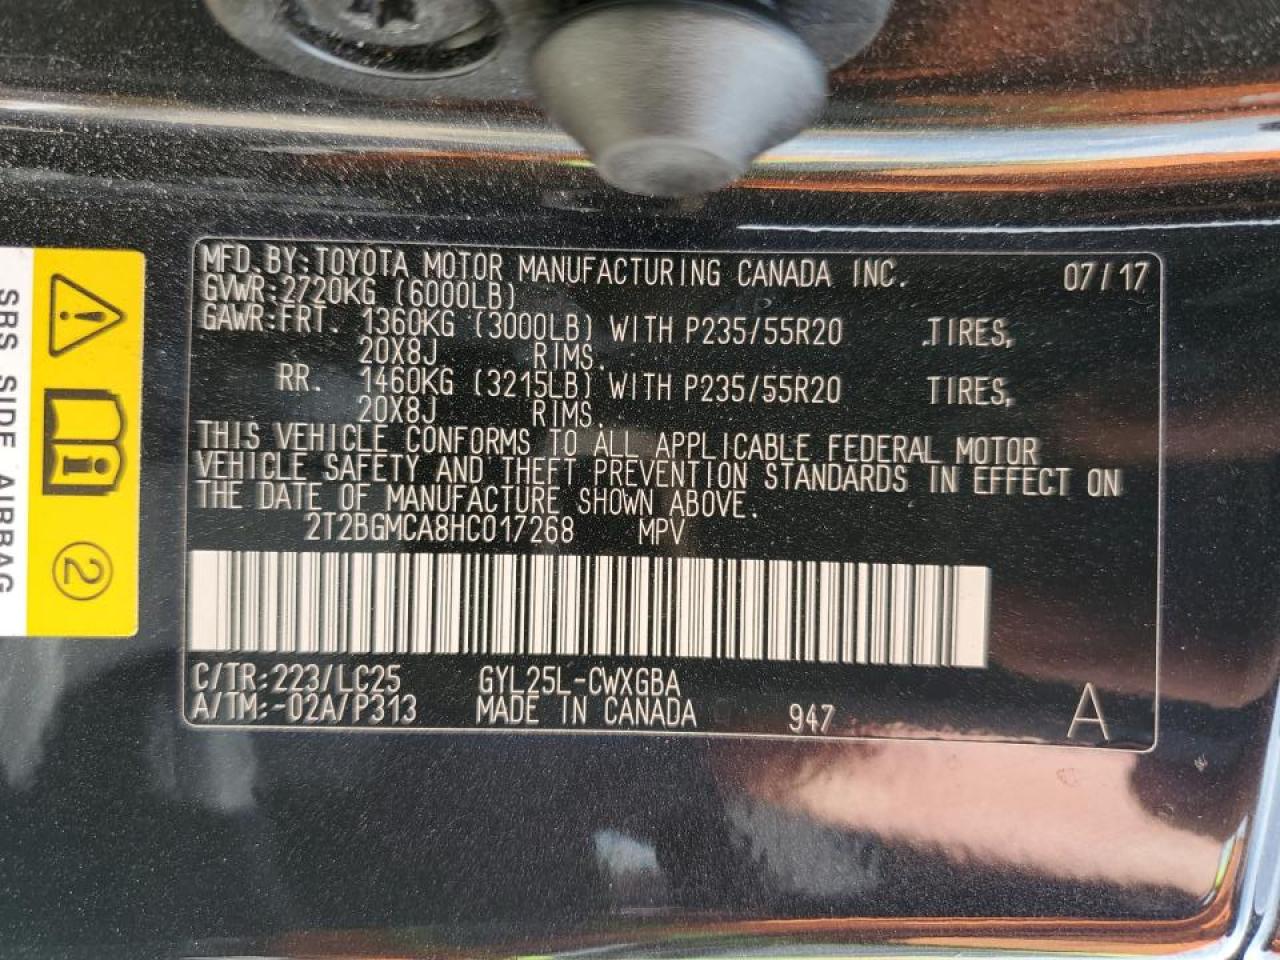 MFD.BY:TOYOTA MOTOR MANUFACTURING CANADA INC. 07/17
GVWR:2720KG (6000LB)
GAWR:FRT. 1360KG (3000LB) WITH P235/55R20 TIRES,
20X8J RIMS.
RR. 1460KG (3215LB) WITH P235/55R20 TIRES,
20X8J RIMS.
THIS VEHICLE CONFORMS TO ALL APPLICABLE FEDERAL MOTOR
VEHICLE SAFETY AND THEFT PREVENTION STANDARDS IN EFFECT ON
THE DATE OF MANUFACTURE SHOWN ABOVE.
2T2BGMCA8HC017268 MPV
C/TR:223/LC25 GYL25L-CWXGBA
A/TM:-02A/P313 MADE IN CANADA 947 A
SRS SIDE AIRBAG
2